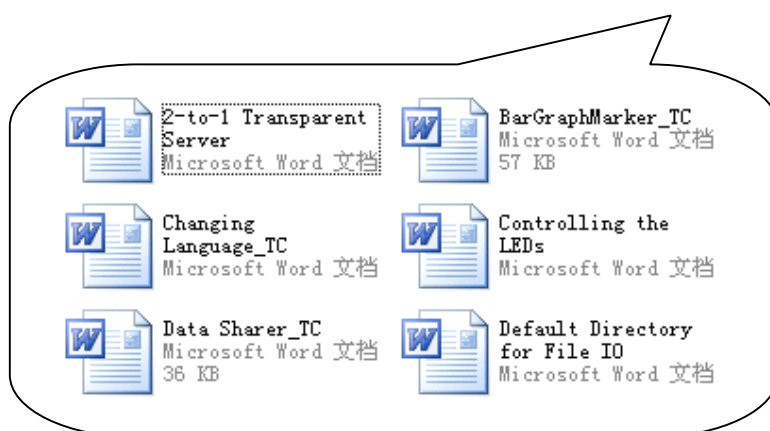 2-to-1 Transparent
Server
Microsoft Word 文档
BarGraphMarker_TC
Microsoft Word 文档
57 KB
Changing
Language_TC
Microsoft Word 文档
Controlling the
LEDs
Microsoft Word 文档
Data Sharer_TC
Microsoft Word 文档
36 KB
Default Directory
for File IO
Microsoft Word 文档